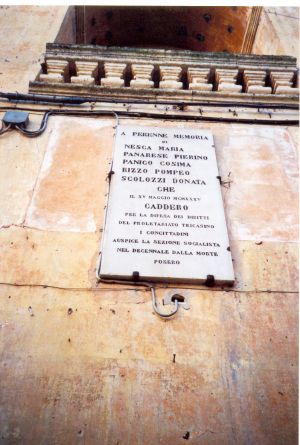 A PERENNE MEMORIA
DI
NESCA MARIA
PANARESE PIERINO
PANICO COSIMA
RIZZO POMPEO
SCOLOZZI DONATA
CHE
IL XV MAGGIO MCMXXXV
CADDERO
PER LA DIFESA DEI DIRITTI
DEL PROLETARIATO TRICASINO
I CONCITTADINI
AUSPICE LA SEZIONE SOCIALISTA
NEL DECENNALE DALLA MORTE
POSERO